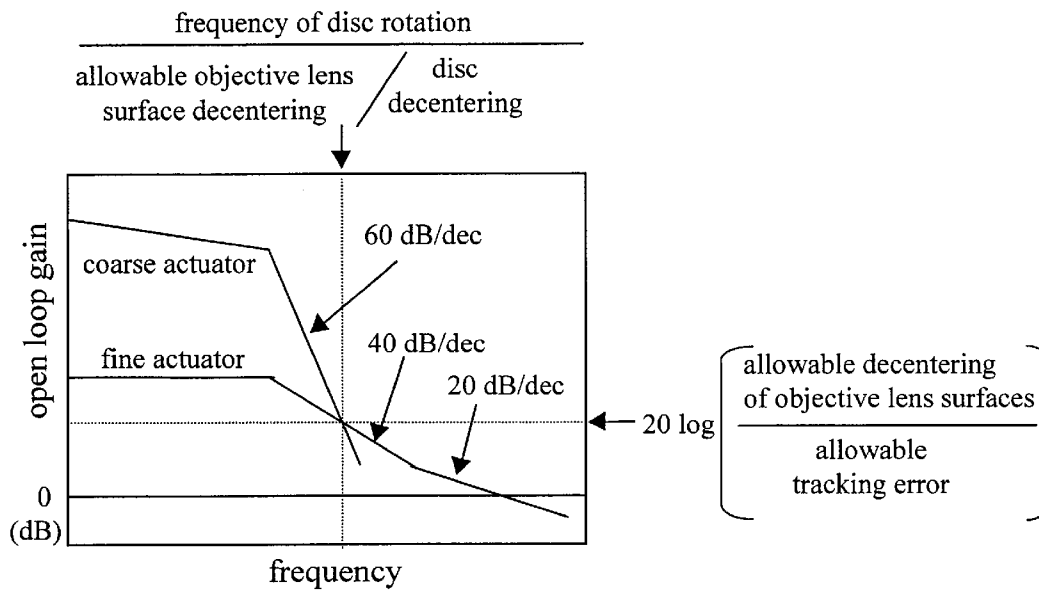 frequency of disc rotation
allowable objective lens
surface decentering
disc
decentering
open loop gain
coarse actuator
fine actuator
60 dB/dec
40 dB/dec
20 dB/dec
20 log
allowable decentering
of objective lens surfaces
allowable
tracking error
0
(dB)
frequency